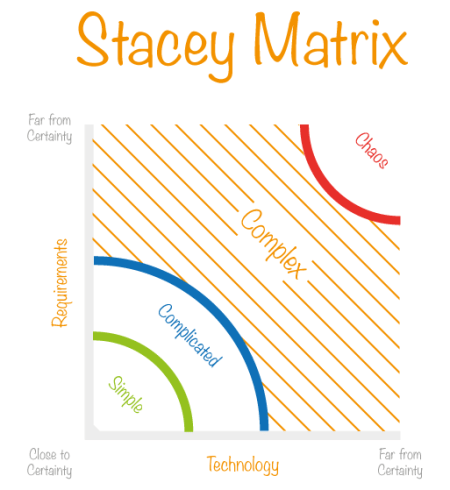 Stacey Matrix
Far from
Certainty
Chaos
Complex
Requirements
Complicated
Simple
Close to
Certainty
Technology
Far from
Certainty